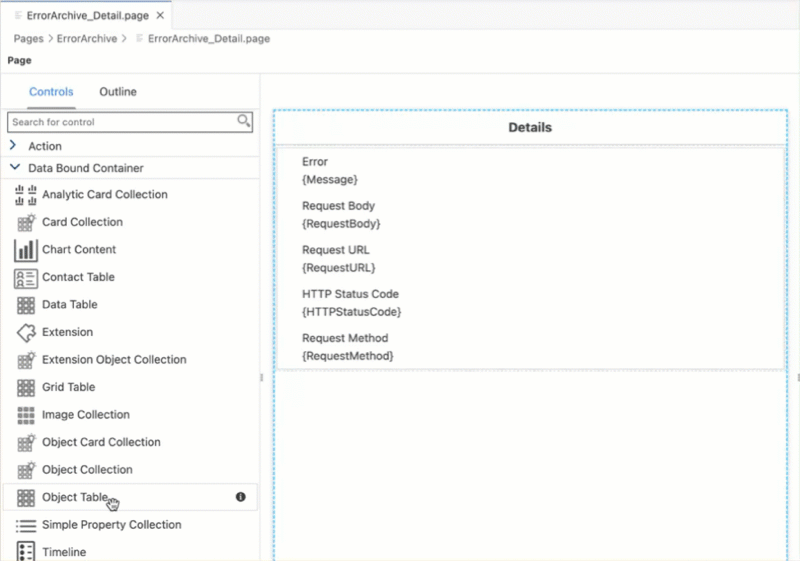 ErrorArchive_Detail.page ×
Pages > ErrorArchive > ErrorArchive_Detail.page
Page
Controls Outline
Search for control
Action
Data Bound Container
Analytic Card Collection
Card Collection
Chart Content
Contact Table
Data Table
Extension
Extension Object Collection
Grid Table
Image Collection
Object Card Collection
Object Collection
Object Table
Simple Property Collection
Timeline
Details
Error
{Message}
Request Body
{RequestBody}
Request URL
{RequestURL}
HTTP Status Code
{HTTPStatusCode}
Request Method
{RequestMethod}